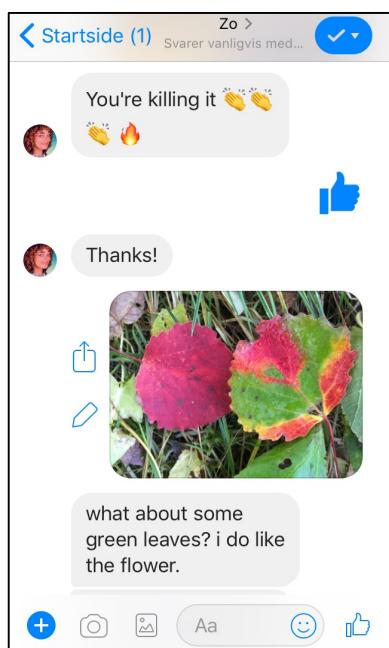 Zo >
Startside (1)
Svarer vanligvis med...
You're killing it 👏👏
👏 🔥
Thanks!
what about some
green leaves? i do like
the flower.
Aa